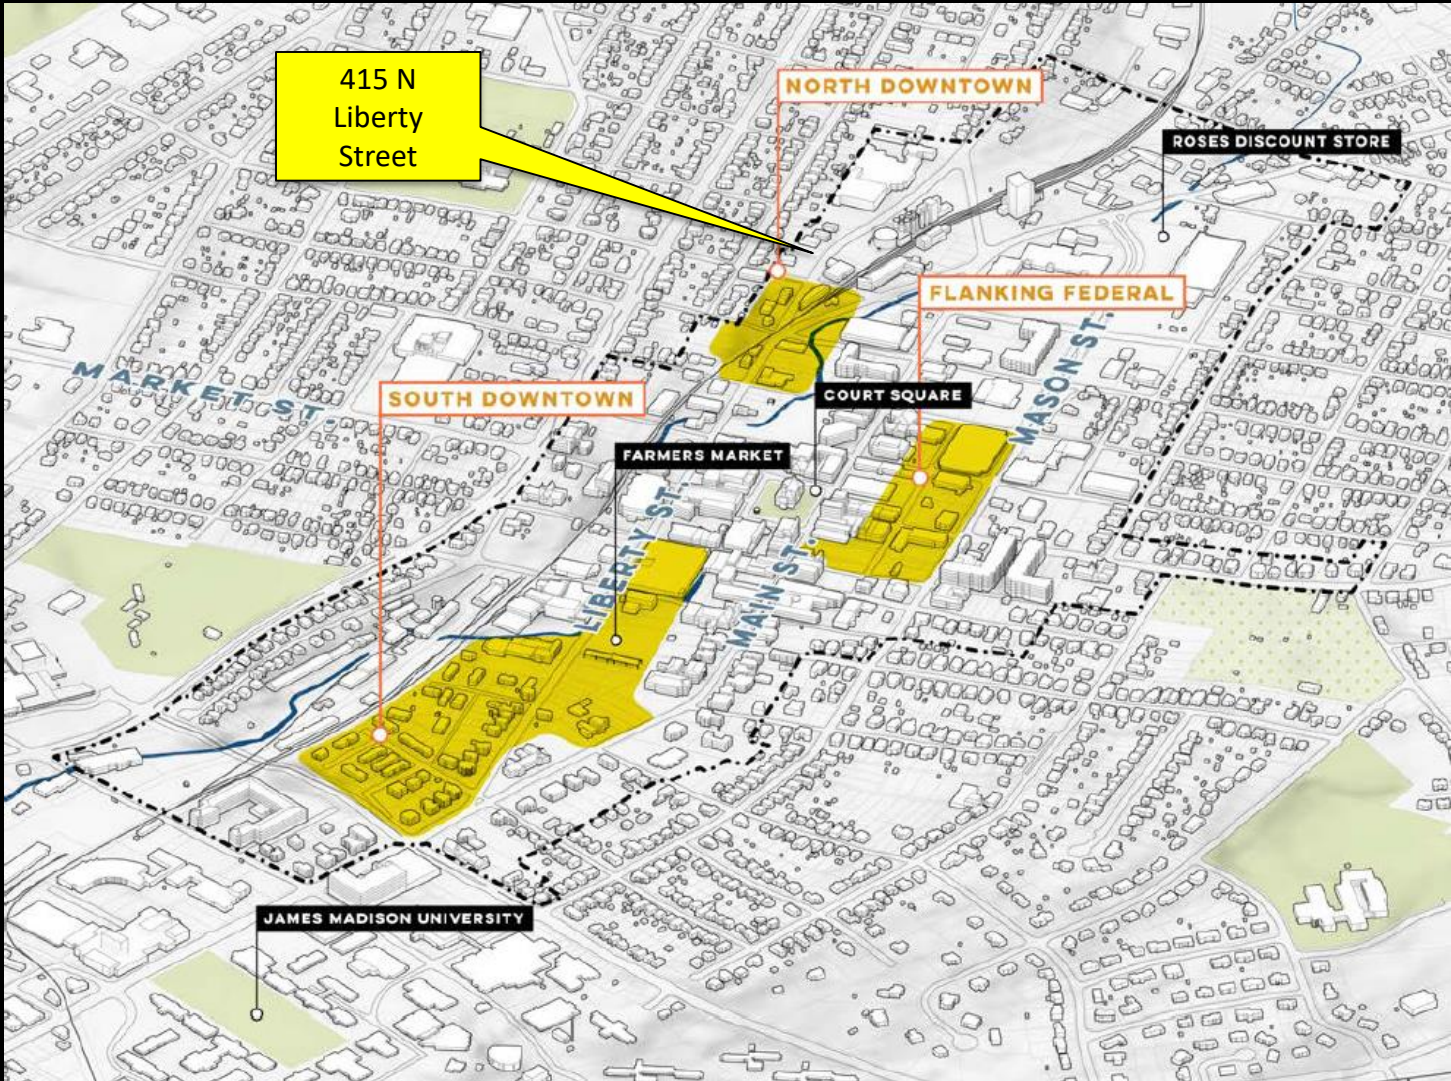 415 N
Liberty
Street
NORTH DOWNTOWN
ROSES DISCOUNT STORE
FLANKING FEDERAL
MASON ST.
MARKET ST.
SOUTH DOWNTOWN
COURT SQUARE
FARMERS MARKET
LIBERTY ST.
MAIN ST.
JAMES MADISON UNIVERSITY